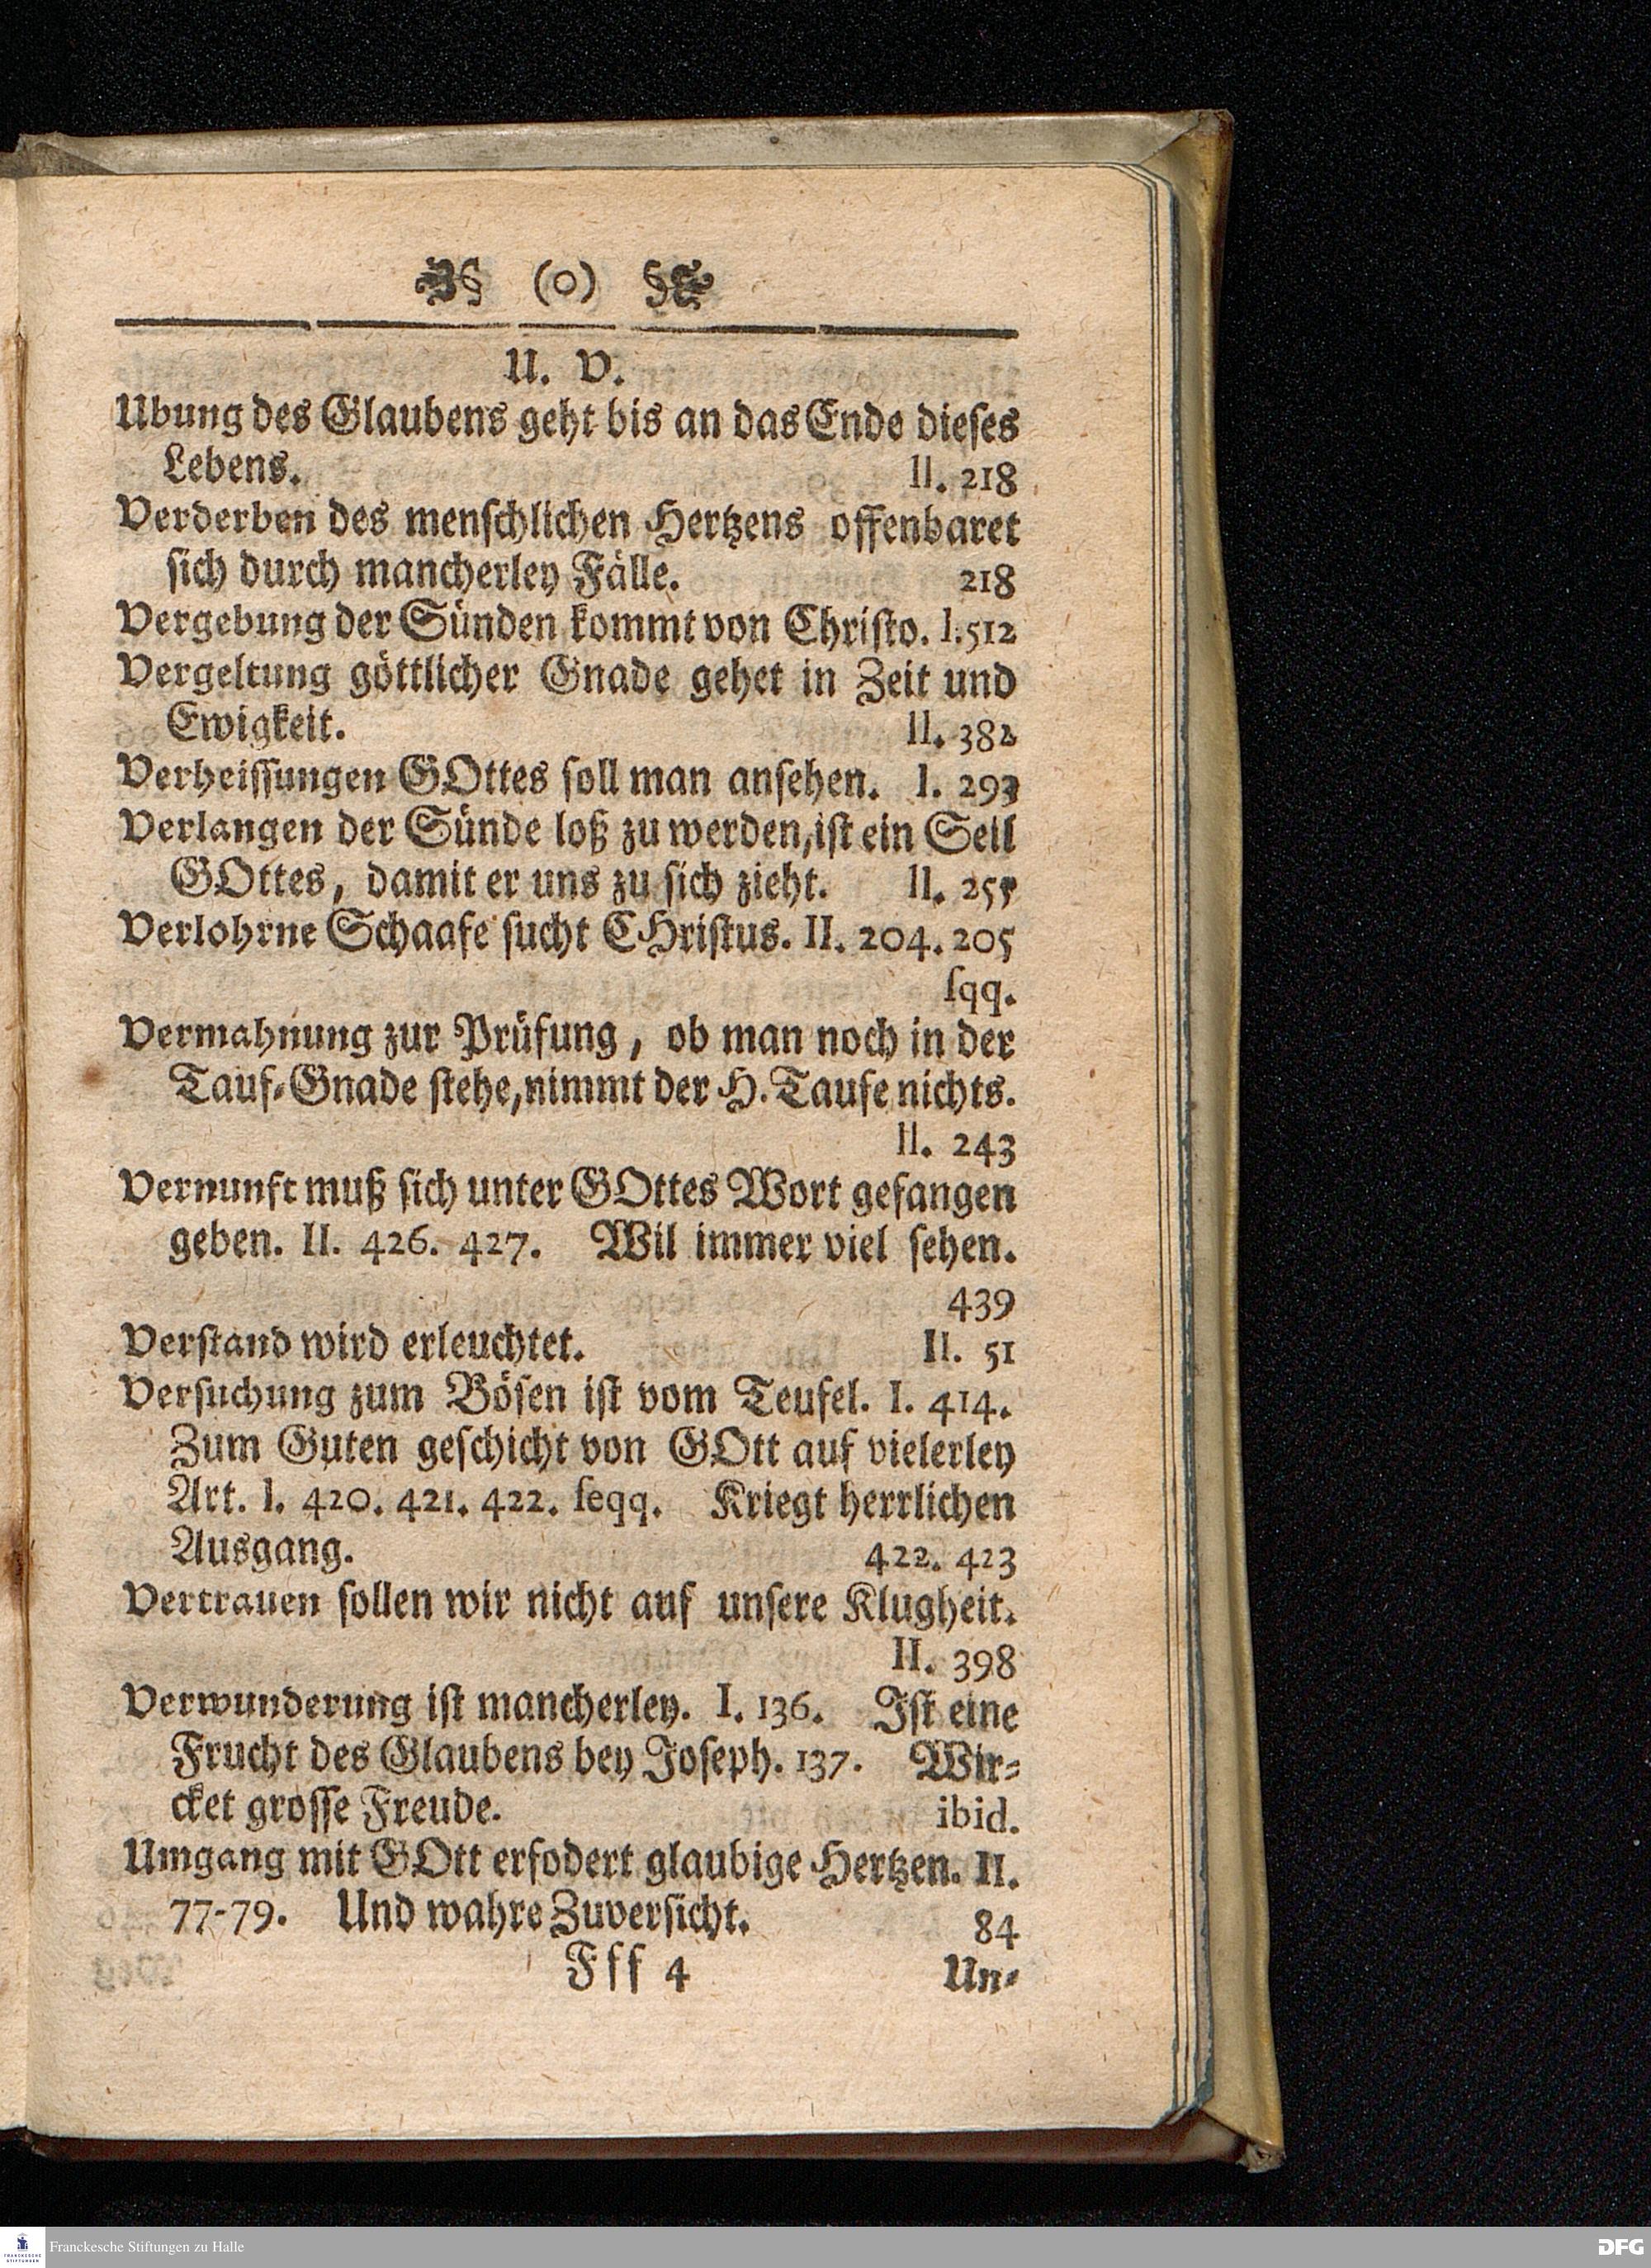 (o)
U. V.
Ubung des Glaubens geht bis an das Ende dieses
Lebens. II. 218
Verderben des menschlichen Hertzens offenbaret
sich durch mancherley Fälle. 218
Vergebung der Sünden kommt von Christo. I. 512
Vergeltung göttlicher Gnade gehet in Zeit und
Ewigkeit. II. 382
Verheissungen GOttes soll man ansehen. I. 293
Verlangen der Sünde loß zu werden, ist ein Seil
GOttes, damit er uns zu sich zieht. II. 255
Verlohrne Schaafe sucht CHristus. II. 204. 205
sqq.
Vermahnung zur Prüfung, ob man noch in der
Tauf-Gnade stehe, nimmt der H. Taufe nichts.
II. 243
Vernunft muß sich unter GOttes Wort gefangen
geben. II. 426. 427. Wil immer viel sehen.
439
Verstand wird erleuchtet. II. 51
Versuchung zum Bösen ist vom Teufel. I. 414.
Zum Guten geschicht von GOtt auf vielerley
Art. I. 420. 421. 422. seqq. Kriegt herrlichen
Ausgang. 422. 423
Vertrauen sollen wir nicht auf unsere Klugheit.
II. 398
Verwunderung ist mancherley. I. 136. Ist eine
Frucht des Glaubens bey Joseph. 137. Wir-
cket grosse Freude. ibid.
Umgang mit GOtt erfodert glaubige Hertzen. II.
77-79. Und wahre Zuversicht. 84
Fff 4 Un-
FRANCKESCHE STIFTUNGEN
Franckesche Stiftungen zu Halle
DFG